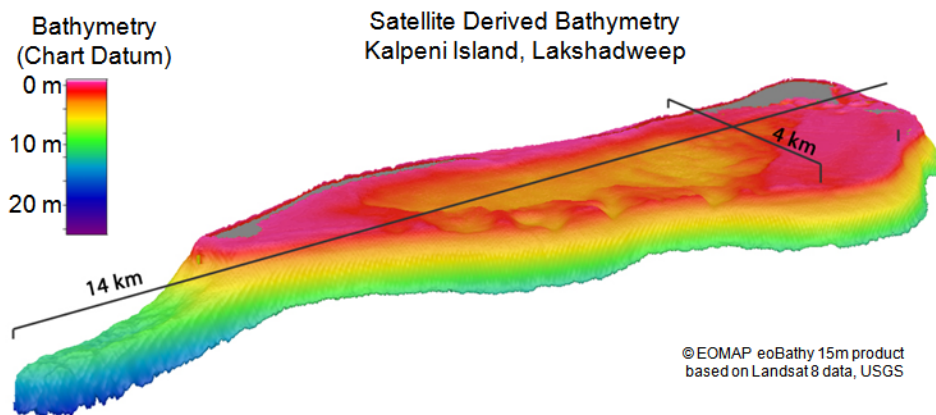 Bathymetry
(Chart Datum)
Satellite Derived Bathymetry
Kalpeni Island, Lakshadweep
0 m
10 m
20 m
4 km
14 km
© EOMAP eoBathy 15m product
based on Landsat 8 data, USGS